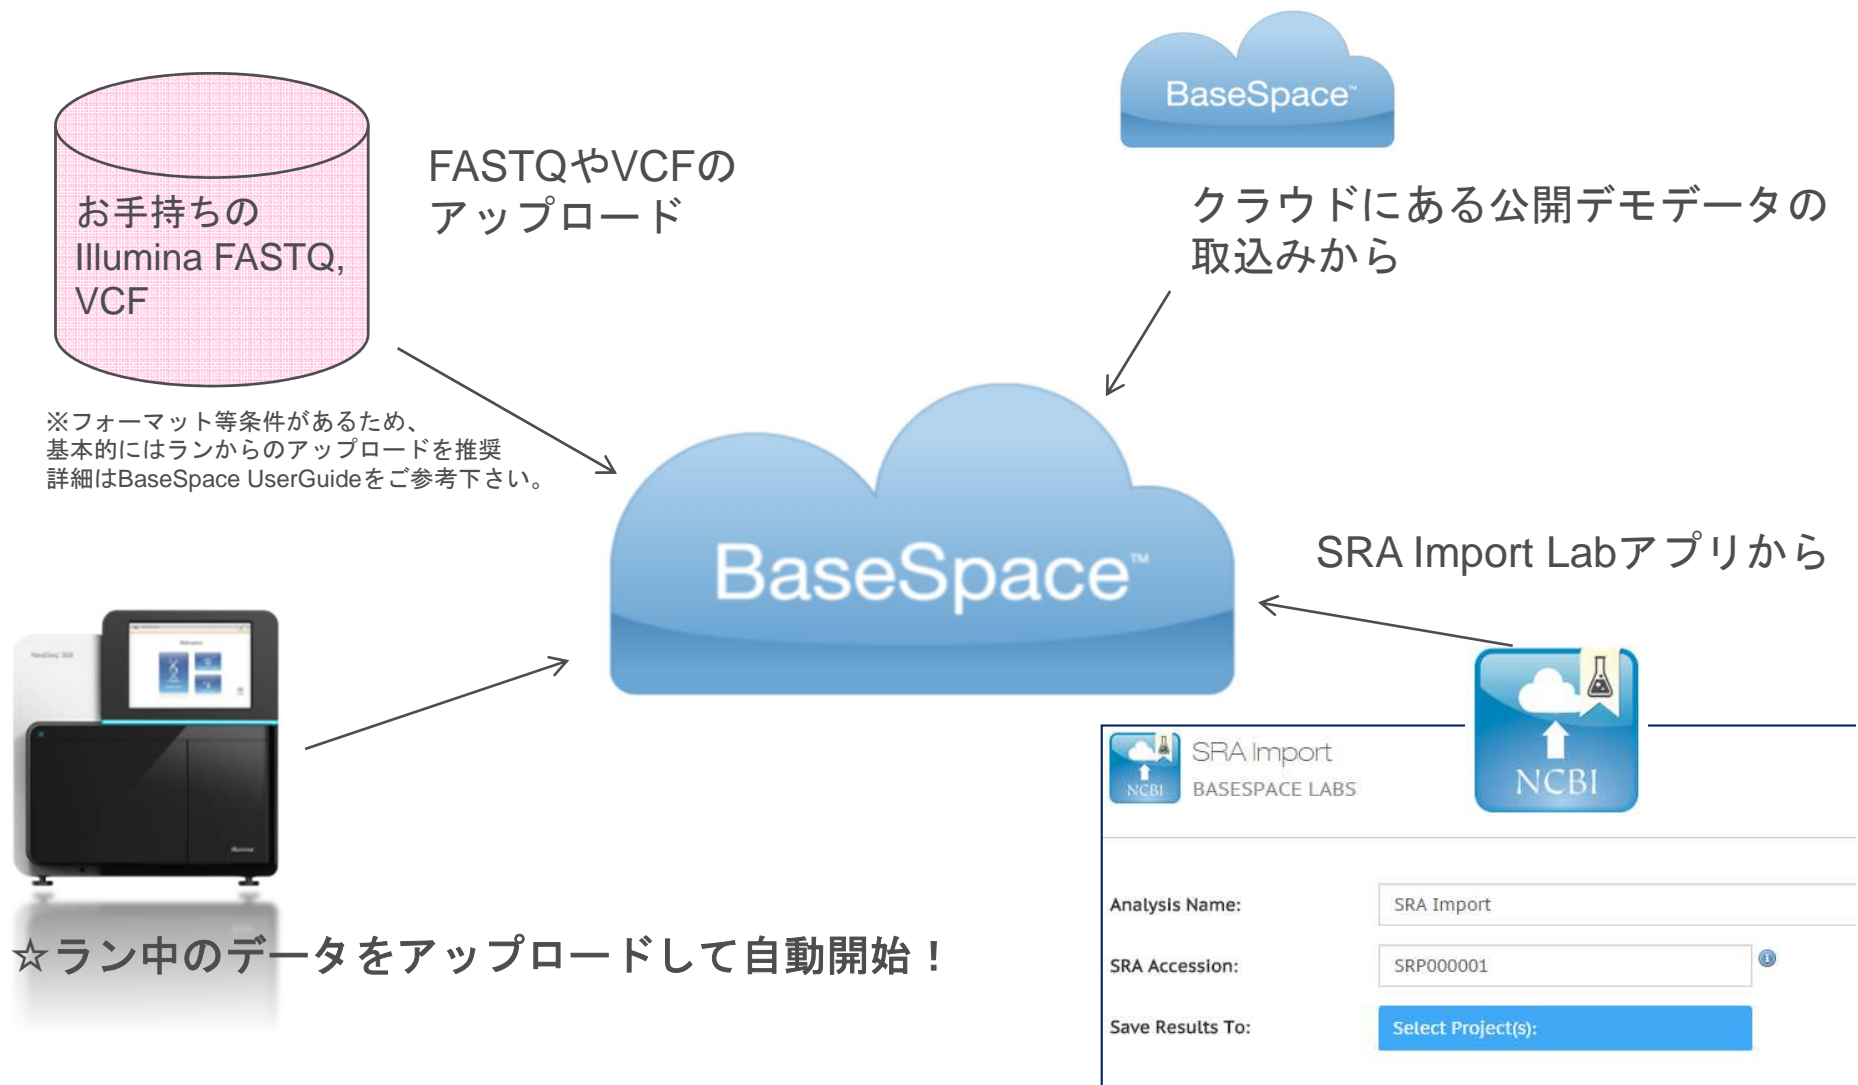 お手持ちの
Illumina FASTQ,
VCF
FASTQやVCFの
アップロード
※フォーマット等条件があるため、
基本的にはランからのアップロードを推奨
詳細はBaseSpace UserGuideをご参考下さい。
BaseSpace™
クラウドにある公開デモデータの
取込みから
BaseSpace™
SRA Import Labアプリから
NCBI
☆ラン中のデータをアップロードして自動開始！
NCBI
SRA Import
BASESPACE LABS
Analysis Name:
SRA Import
SRA Accession:
SRP000001
Save Results To:
Select Project(s):